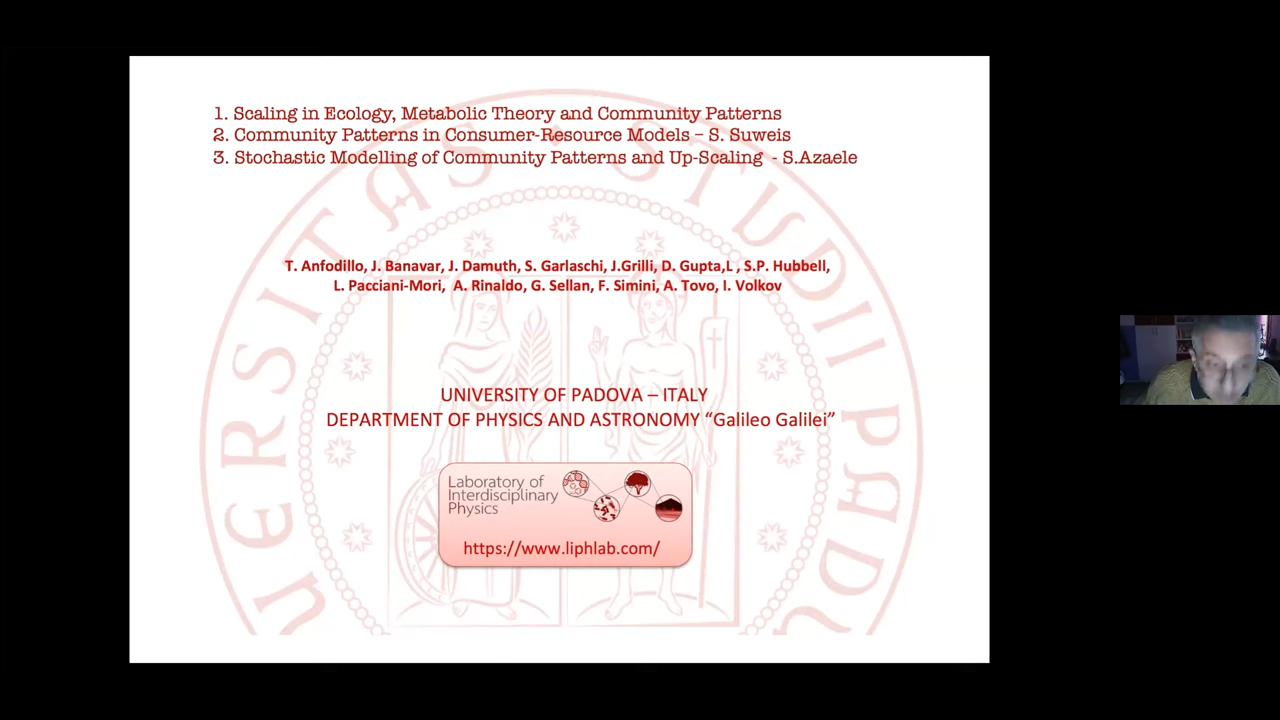 1. Scaling in Ecology, Metabolic Theory and Community Patterns
2. Community Patterns in Consumer-Resource Models – S. Suweis
3. Stochastic Modelling of Community Patterns and Up-Scaling - S.Azaele
T. Anfodillo, J. Banavar, J. Damuth, S. Garlaschi, J.Grilli, D. Gupta,L , S.P. Hubbell,
L. Pacciani-Mori, A. Rinaldo, G. Sellan, F. Simini, A. Tovo, I. Volkov
UNIVERSITY OF PADOVA – ITALY
DEPARTMENT OF PHYSICS AND ASTRONOMY “Galileo Galilei”
Laboratory of
Interdisciplinary
Physics
https://www.liphlab.com/
UNIVERSITAS STUDII PADU